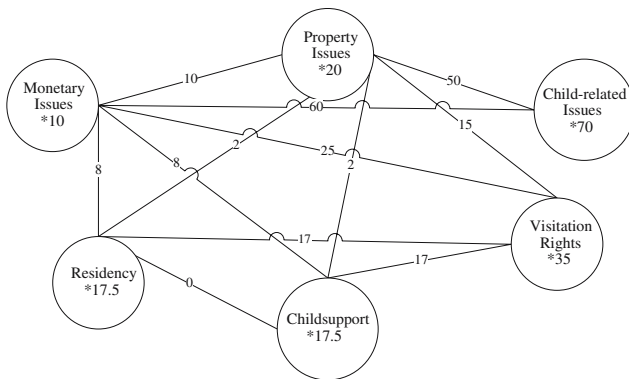 Property
Issues
*20
Monetary
Issues
*10
Child-related
Issues
*70
10
50
60
15
2
8
25
2
8
17
17
0
Visitation
Rights
*35
Residency
*17.5
Childsupport
*17.5